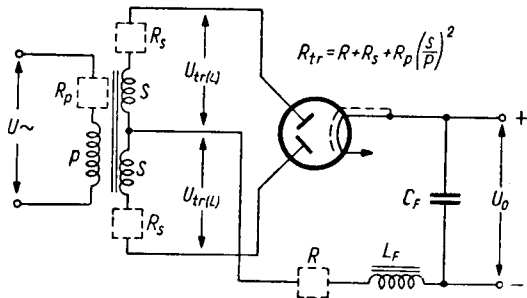 R_s
U_tr(L)
R_tr = R + R_s + R_p (s/p)^2
R_p
S
U~
+
p
S
U_tr(L)
C_F
U_0
R_s
R
L_F
−